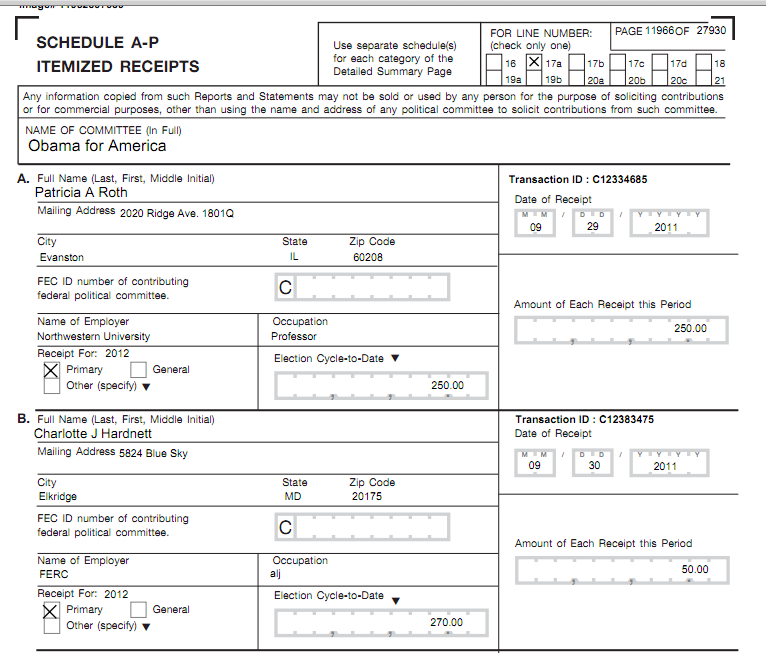 SCHEDULE A-P
ITEMIZED RECEIPTS
Use separate schedule(s)
for each category of the
Detailed Summary Page
FOR LINE NUMBER:
(check only one)
PAGE 11966 OF 27930
16 X 17a 17b 17c 17d 18
19a 19b 20a 20b 20c 21
Any information copied from such Reports and Statements may not be sold or used by any person for the purpose of soliciting contributions
or for commercial purposes, other than using the name and address of any political committee to solicit contributions from such committee.
NAME OF COMMITTEE (In Full)
Obama for America
A. Full Name (Last, First, Middle Initial)
Patricia A Roth
Mailing Address 2020 Ridge Ave. 1801Q
City State Zip Code
Evanston IL 60208
FEC ID number of contributing
federal political committee.
C
Name of Employer
Northwestern University
Occupation
Professor
Receipt For: 2012
X Primary General
Other (specify) ▼
Election Cycle-to-Date ▼
250.00
Transaction ID : C12334685
Date of Receipt
M M / D D / Y Y Y Y
09 29 2011
Amount of Each Receipt this Period
250.00
B. Full Name (Last, First, Middle Initial)
Charlotte J Hardnett
Mailing Address 5824 Blue Sky
City State Zip Code
Elkridge MD 20175
FEC ID number of contributing
federal political committee.
C
Name of Employer
FERC
Occupation
alj
Receipt For: 2012
X Primary General
Other (specify) ▼
Election Cycle-to-Date ▼
270.00
Transaction ID : C12383475
Date of Receipt
M M / D D / Y Y Y Y
09 30 2011
Amount of Each Receipt this Period
50.00